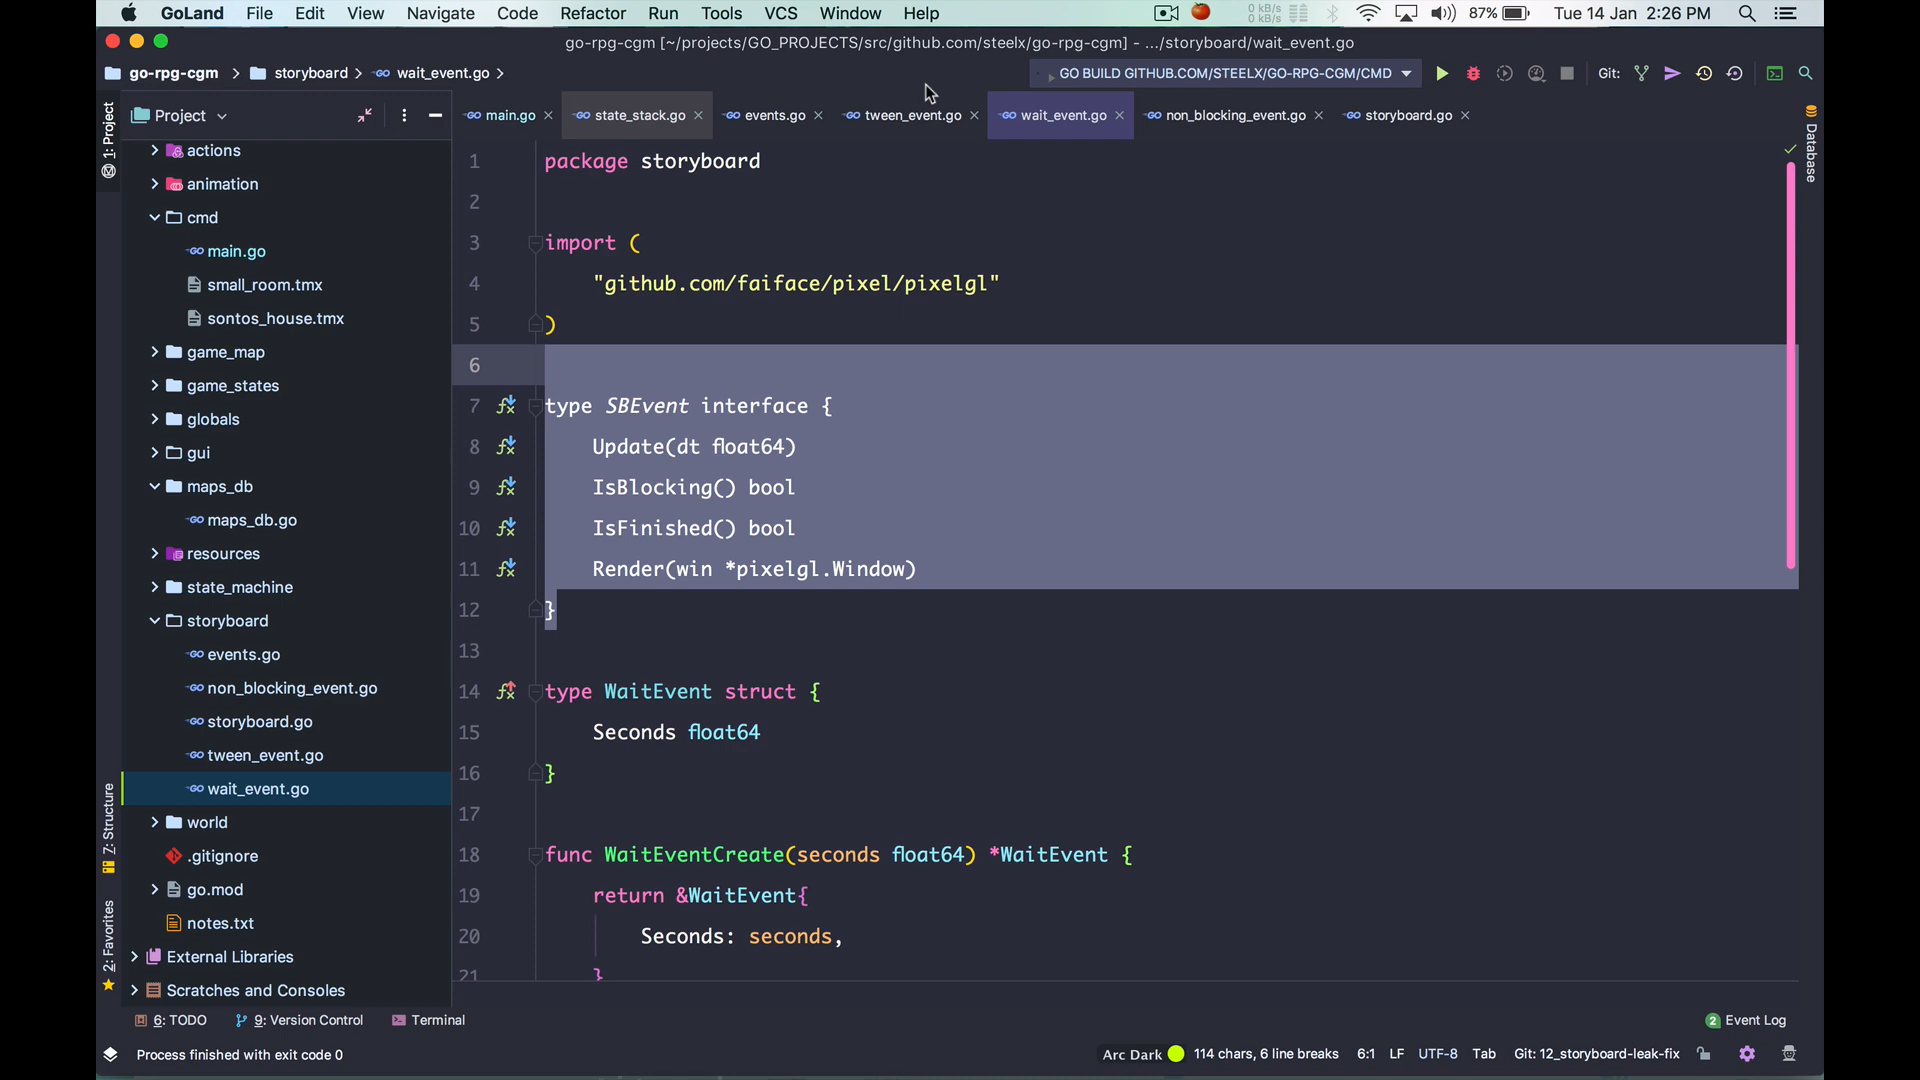 GoLand File Edit View Navigate Code Refactor Run Tools VCS Window Help 0 kB/s 0 kB/s 87% Tue 14 Jan 2:26 PM
go-rpg-cgm [~/projects/GO_PROJECTS/src/github.com/steelx/go-rpg-cgm] - .../storyboard/wait_event.go
go-rpg-cgm storyboard wait_event.go GO BUILD GITHUB.COM/STEELX/GO-RPG-CGM/CMD Git:
1: Project
Project
main.go state_stack.go events.go tween_event.go wait_event.go non_blocking_event.go storyboard.go
Database
actions
animation
cmd
main.go
small_room.tmx
sontos_house.tmx
game_map
game_states
globals
gui
maps_db
maps_db.go
resources
state_machine
storyboard
events.go
non_blocking_event.go
storyboard.go
tween_event.go
wait_event.go
world
.gitignore
go.mod
notes.txt
External Libraries
Scratches and Consoles
7: Structure
2: Favorites
1 package storyboard
2
3 import (
4 "github.com/faiface/pixel/pixelgl"
5 )
6
7 type SBEvent interface {
8 Update(dt float64)
9 IsBlocking() bool
10 IsFinished() bool
11 Render(win *pixelgl.Window)
12 }
13
14 type WaitEvent struct {
15 Seconds float64
16 }
17
18 func WaitEventCreate(seconds float64) *WaitEvent {
19 return &WaitEvent{
20 Seconds: seconds,
21 }
6: TODO 9: Version Control Terminal 2 Event Log
Process finished with exit code 0 Arc Dark 114 chars, 6 line breaks 6:1 LF UTF-8 Tab Git: 12_storyboard-leak-fix